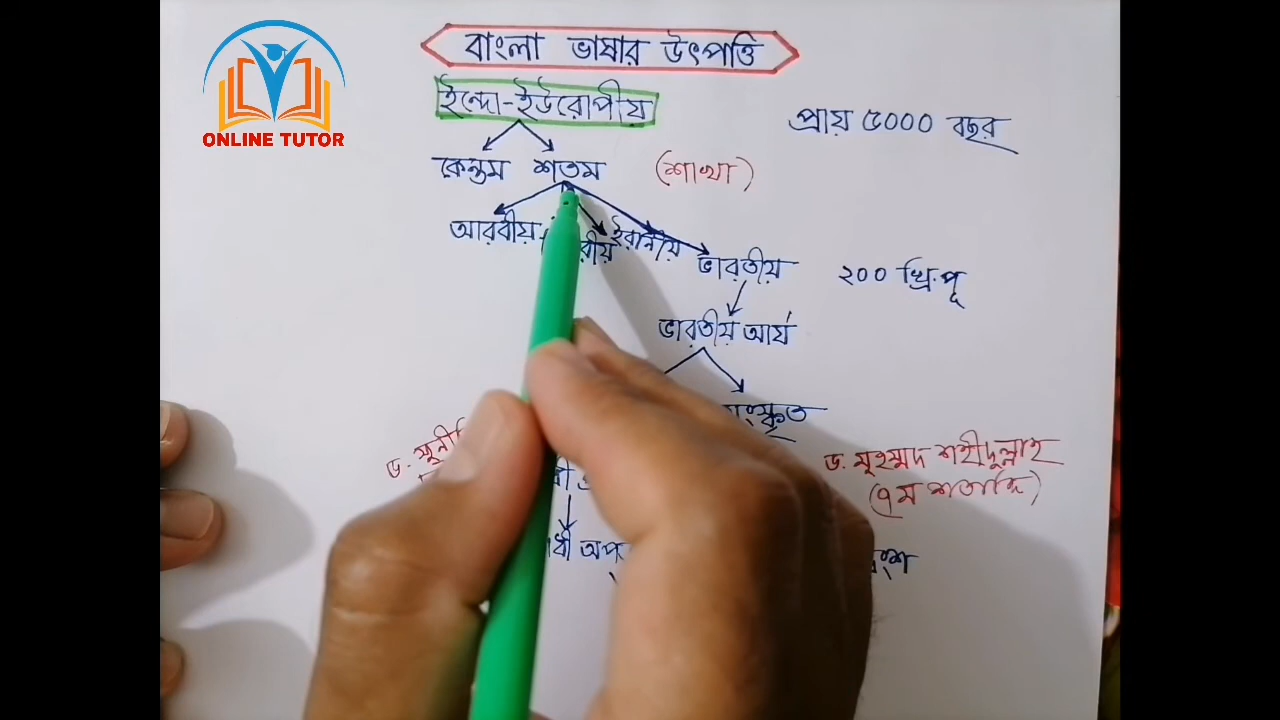 ONLINE TUTOR
বাংলা ভাষার উৎপত্তি
ইন্দো-ইউরোপীয়
প্রায় ৫০০০ বছর
কেন্তম শতম (শাখা)
আরবীয়
ইরানীয়
ভারতীয় ২০০ খ্রি.পূ
ভারতীয় আর্য
ড. মুহম্মদ শহীদুল্লাহ
(৭ম শতাব্দি)